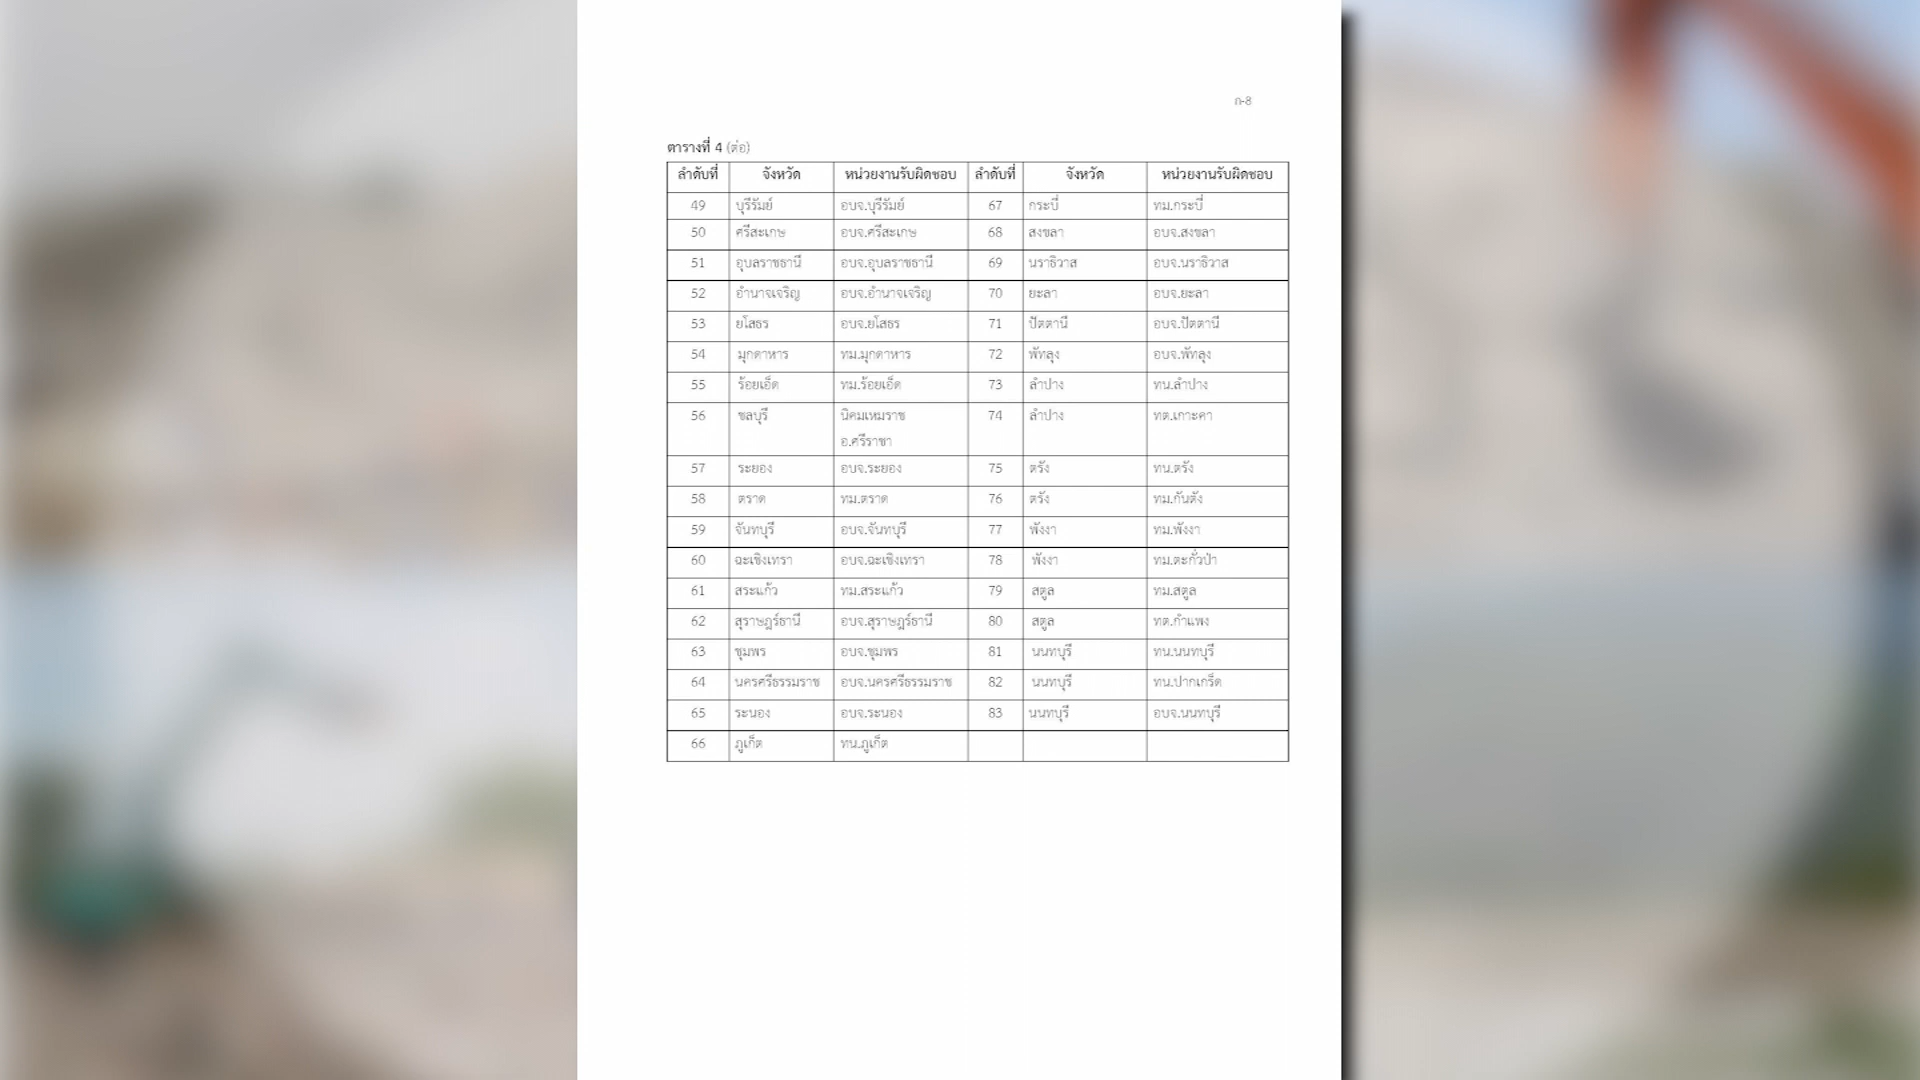 ก-8
ตารางที่ 4 (ต่อ)
ลำดับที่ จังหวัด หน่วยงานรับผิดชอบ ลำดับที่ จังหวัด หน่วยงานรับผิดชอบ
49 บุรีรัมย์ อบจ.บุรีรัมย์ 67 กระบี่ ทม.กระบี่
50 ศรีสะเกษ อบจ.ศรีสะเกษ 68 สงขลา อบจ.สงขลา
51 อุบลราชธานี อบจ.อุบลราชธานี 69 นราธิวาส อบจ.นราธิวาส
52 อำนาจเจริญ อบจ.อำนาจเจริญ 70 ยะลา อบจ.ยะลา
53 ยโสธร อบจ.ยโสธร 71 ปัตตานี อบจ.ปัตตานี
54 มุกดาหาร ทม.มุกดาหาร 72 พัทลุง อบจ.พัทลุง
55 ร้อยเอ็ด ทม.ร้อยเอ็ด 73 ลำปาง ทน.ลำปาง
56 ชลบุรี นิคมเหมราช 74 ลำปาง ทต.เกาะคา
อ.ศรีราชา
57 ระยอง อบจ.ระยอง 75 ตรัง ทน.ตรัง
58 ตราด ทม.ตราด 76 ตรัง ทม.กันตัง
59 จันทบุรี อบจ.จันทบุรี 77 พังงา ทม.พังงา
60 ฉะเชิงเทรา อบจ.ฉะเชิงเทรา 78 พังงา ทม.ตะกั่วป่า
61 สระแก้ว ทม.สระแก้ว 79 สตูล ทม.สตูล
62 สุราษฎร์ธานี อบจ.สุราษฎร์ธานี 80 สตูล ทต.กำแพง
63 ชุมพร อบจ.ชุมพร 81 นนทบุรี ทน.นนทบุรี
64 นครศรีธรรมราช อบจ.นครศรีธรรมราช 82 นนทบุรี ทน.ปากเกร็ด
65 ระนอง อบจ.ระนอง 83 นนทบุรี อบจ.นนทบุรี
66 ภูเก็ต ทน.ภูเก็ต